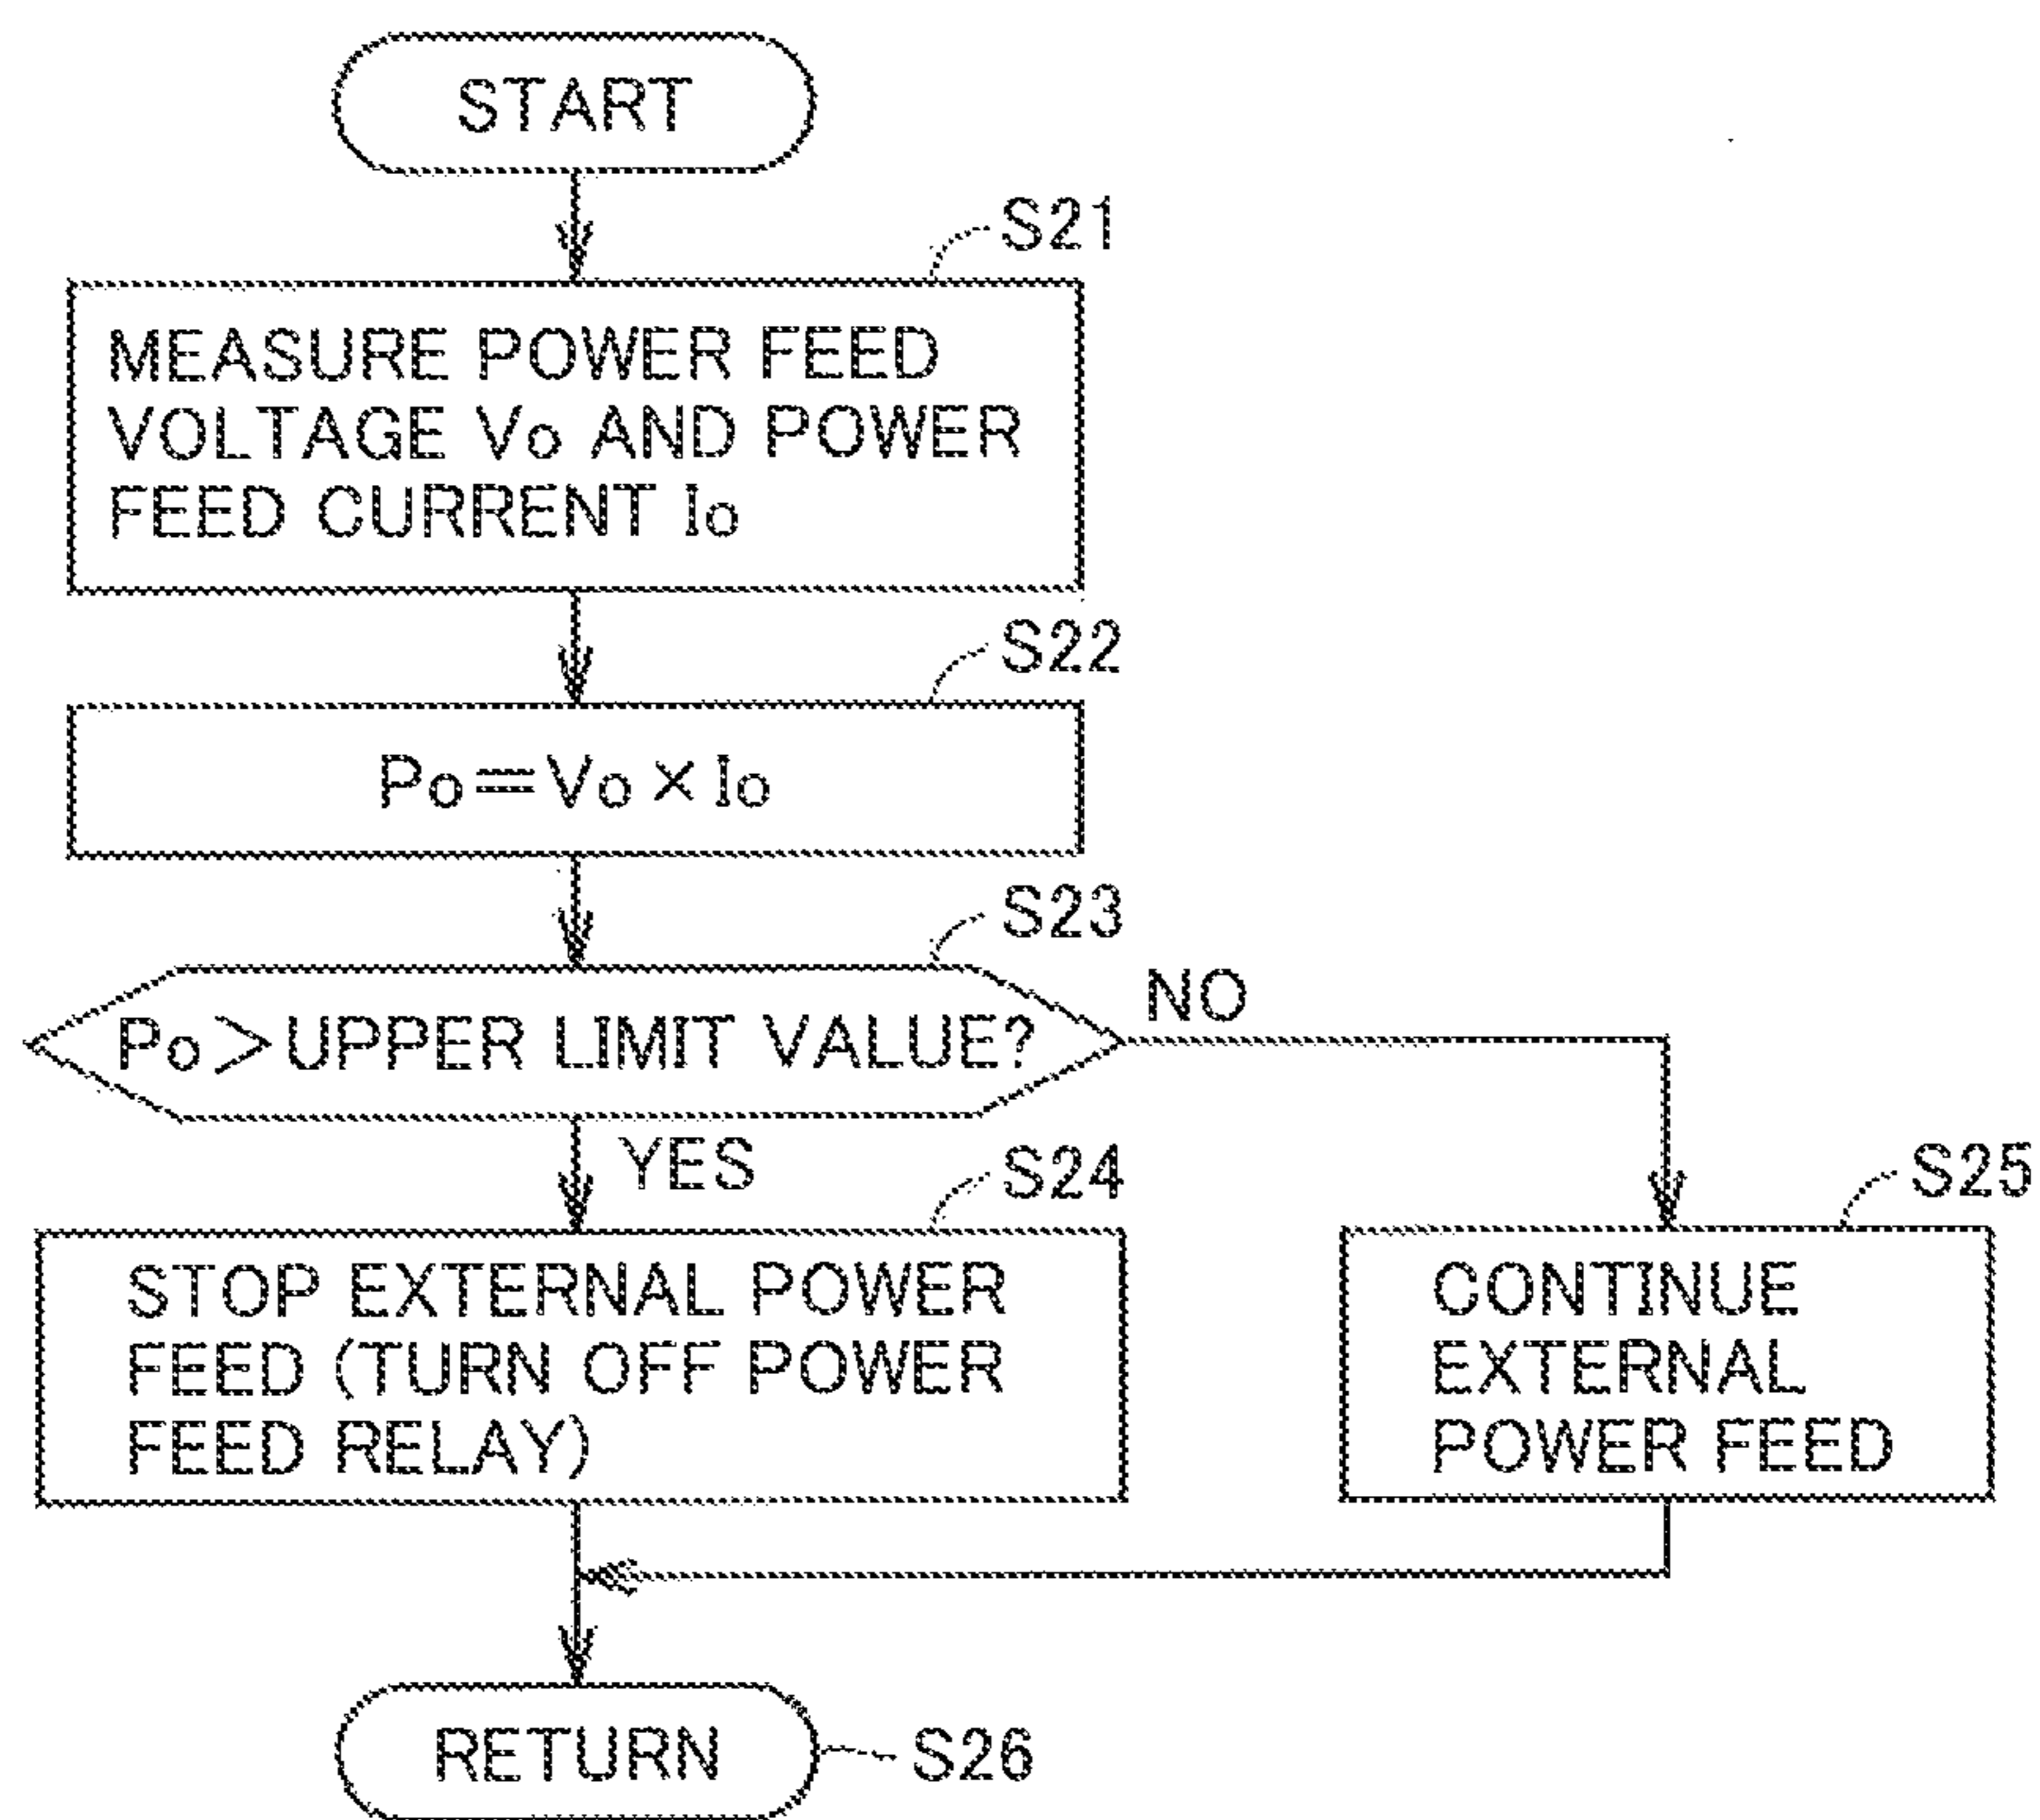 START
S21
MEASURE POWER FEED
VOLTAGE Vo AND POWER
FEED CURRENT Io
S22
Po=Vo×Io
S23
Po>UPPER LIMIT VALUE?
NO
YES
S24
STOP EXTERNAL POWER
FEED (TURN OFF POWER
FEED RELAY)
S25
CONTINUE
EXTERNAL
POWER FEED
RETURN
S26